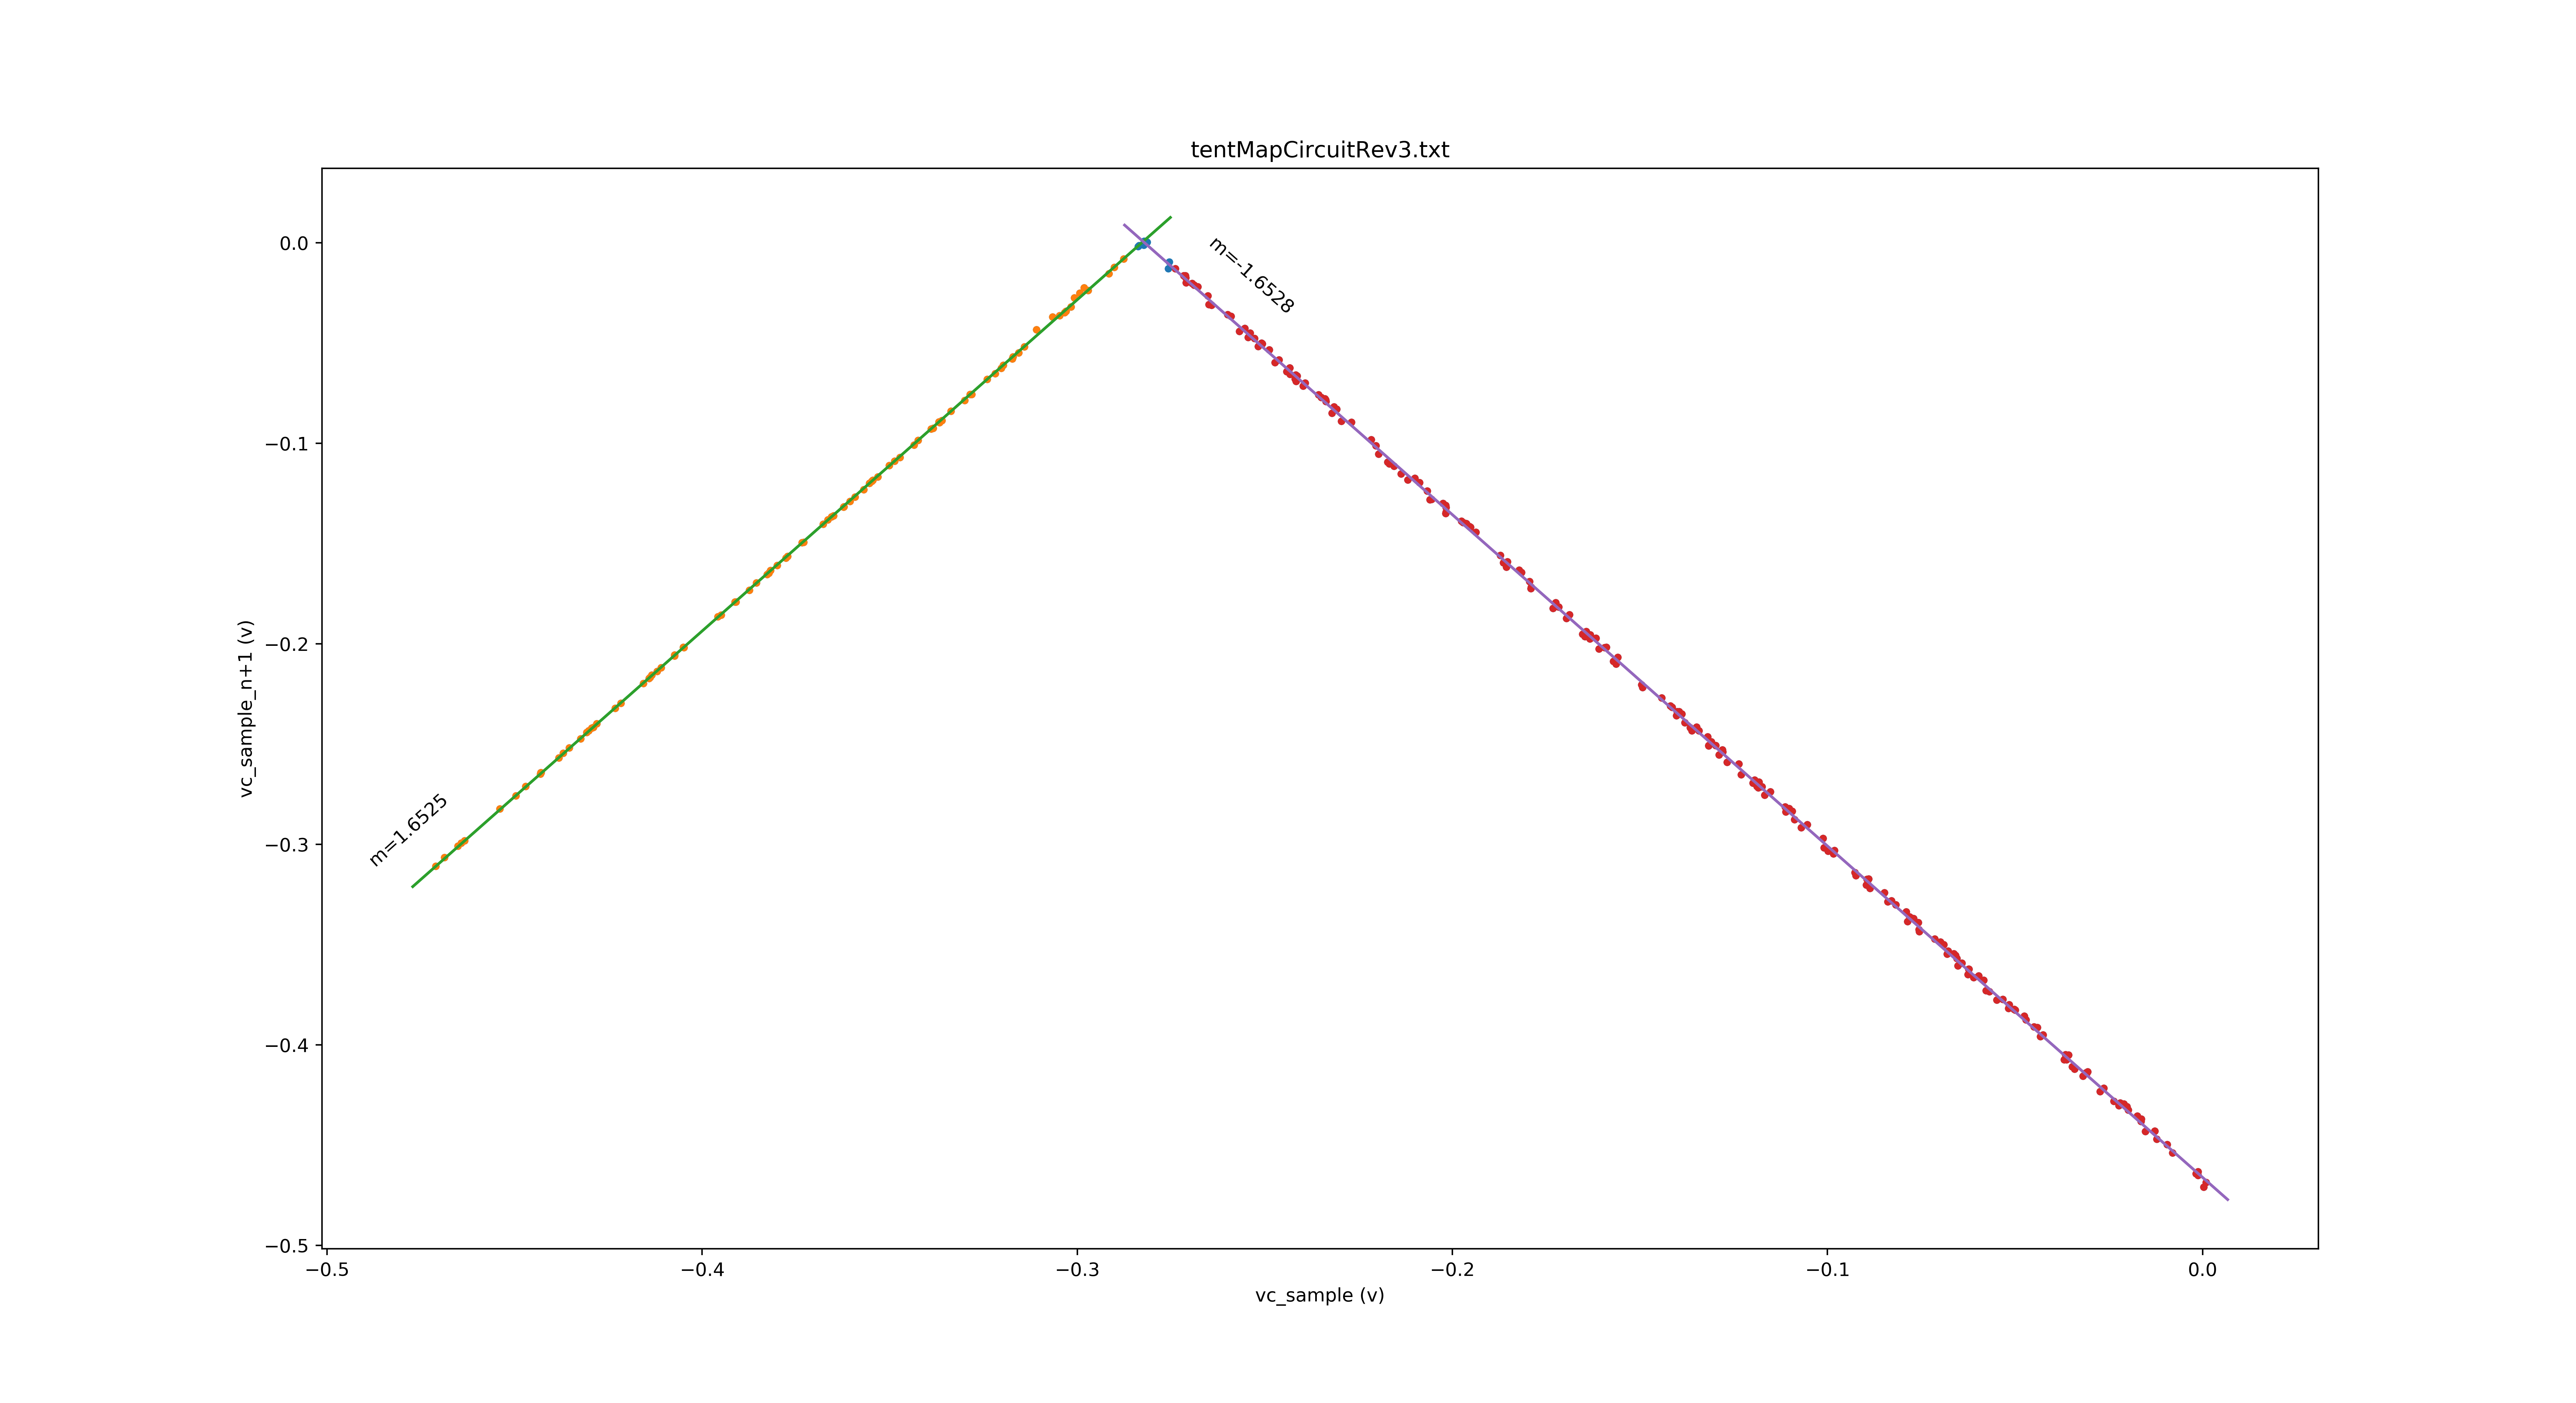 tentMapCircuitRev3.txt
m=-1.6528
m=1.6525
0.0
−0.1
−0.2
−0.3
−0.4
−0.5
vc_sample_n+1 (v)
−0.5 −0.4 −0.3 −0.2 −0.1 0.0
vc_sample (v)